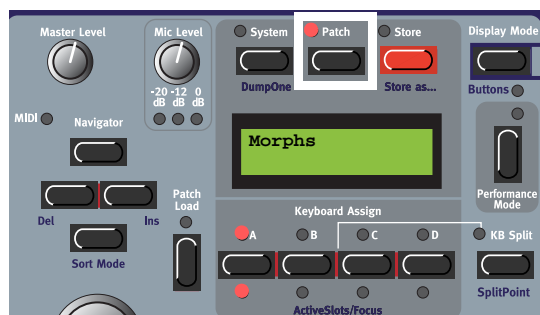 Master Level
Mic Level
System
Patch
Store
Display Mode
-20 -12 0
dB dB dB
DumpOne
Store as...
Buttons
MIDI
Navigator
Morphs
Del
Ins
Patch
Load
Performance
Mode
Sort Mode
Keyboard Assign
A
B
C
D
KB Split
SplitPoint
ActiveSlots/Focus